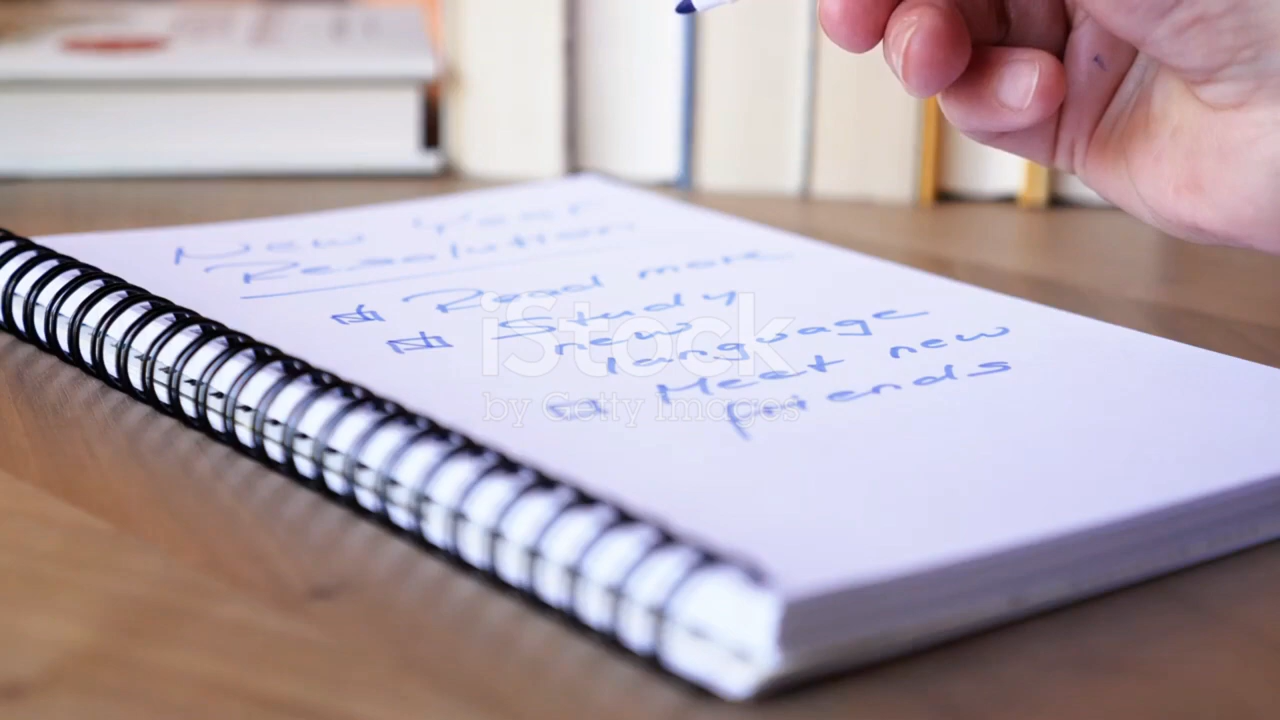 New Year
Resolution
Read more
Study
new
language
Meet new
friends
iStock
by Getty Images